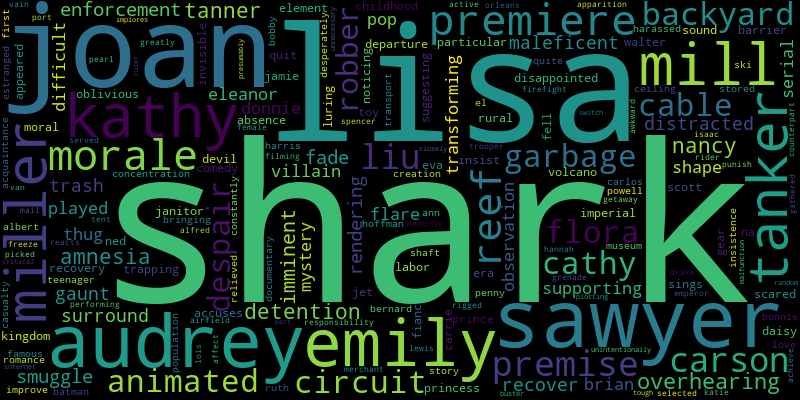 shark
lisa
joan
sawyer
audrey
emily
kathy
miller
tanker
mill
premiere
backyard
reef
flora
cathy
morale
liu
premise
carson
circuit
animated
despair
robber
cable
garbage
nancy
tanner
enforcement
difficult
eleanor
donnie
maleficent
distracted
transforming
pop
serial
shape
villain
fade
trash
played
thug
amnesia
gaunt
surround
smuggle
detention
imminent
mystery
rendering
flare
observation
supporting
overhearing
recover
brian
janitor
labor
era
jet
imperial
museum
volcano
insist
departure
noticing
suggesting
particular
disappointed
oblivious
absence
invisible
luring
desperately
quit
jamie
element
childhood
toy
transport
spencer
harris
filming
comedy
devil
moral
female
served
concentration
constantly
relieved
documentary
bringing
alfred
shaft
hoffman
ann
eva
creation
closely
butterfly
trapping
recovery
ned
tent
teenager
albert
freeze
picked
reacts
critical
mail
van
casualty
kingdom
famous
romance
internet
improve
batman
performing
population
accuses
airfield
lois
affect
part
ruth
responsibility
rigged
merchant
bernard
lewis
prince
carrie
story
princess
penny
grenade
plotting
unintentionally
buster
tough
selected
katie
love
bonnie
daisy
achieve
random
scared
sings
emperor
drake
malfunction
gear
na
insistence
gathered
punish
rider
isaac
scott
powell
getaway
carlos
hannah
trooper
awkward
switch
firefight
rural
el
fell
quite
sound
walter
harassed
active
orleans
apparition
barrier
ski
ceiling
stored
unnecessary
counterparty
vain
implores
first
port
appeared
bobby
greatly
pearl
ruler
presumably
estranged
acquaintance